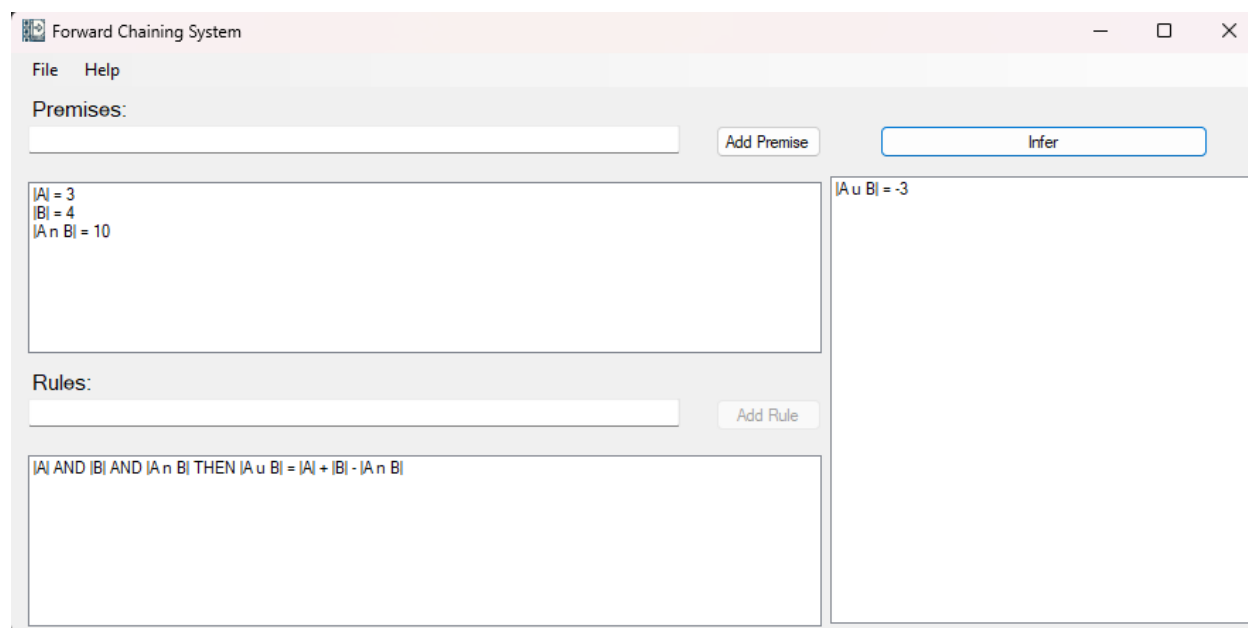 Forward Chaining System
File Help
Premises:
Add Premise
Infer
|A| = 3
|B| = 4
|A n B| = 10
|A u B| = -3
Rules:
Add Rule
|A| AND |B| AND |A n B| THEN |A u B| = |A| + |B| - |A n B|